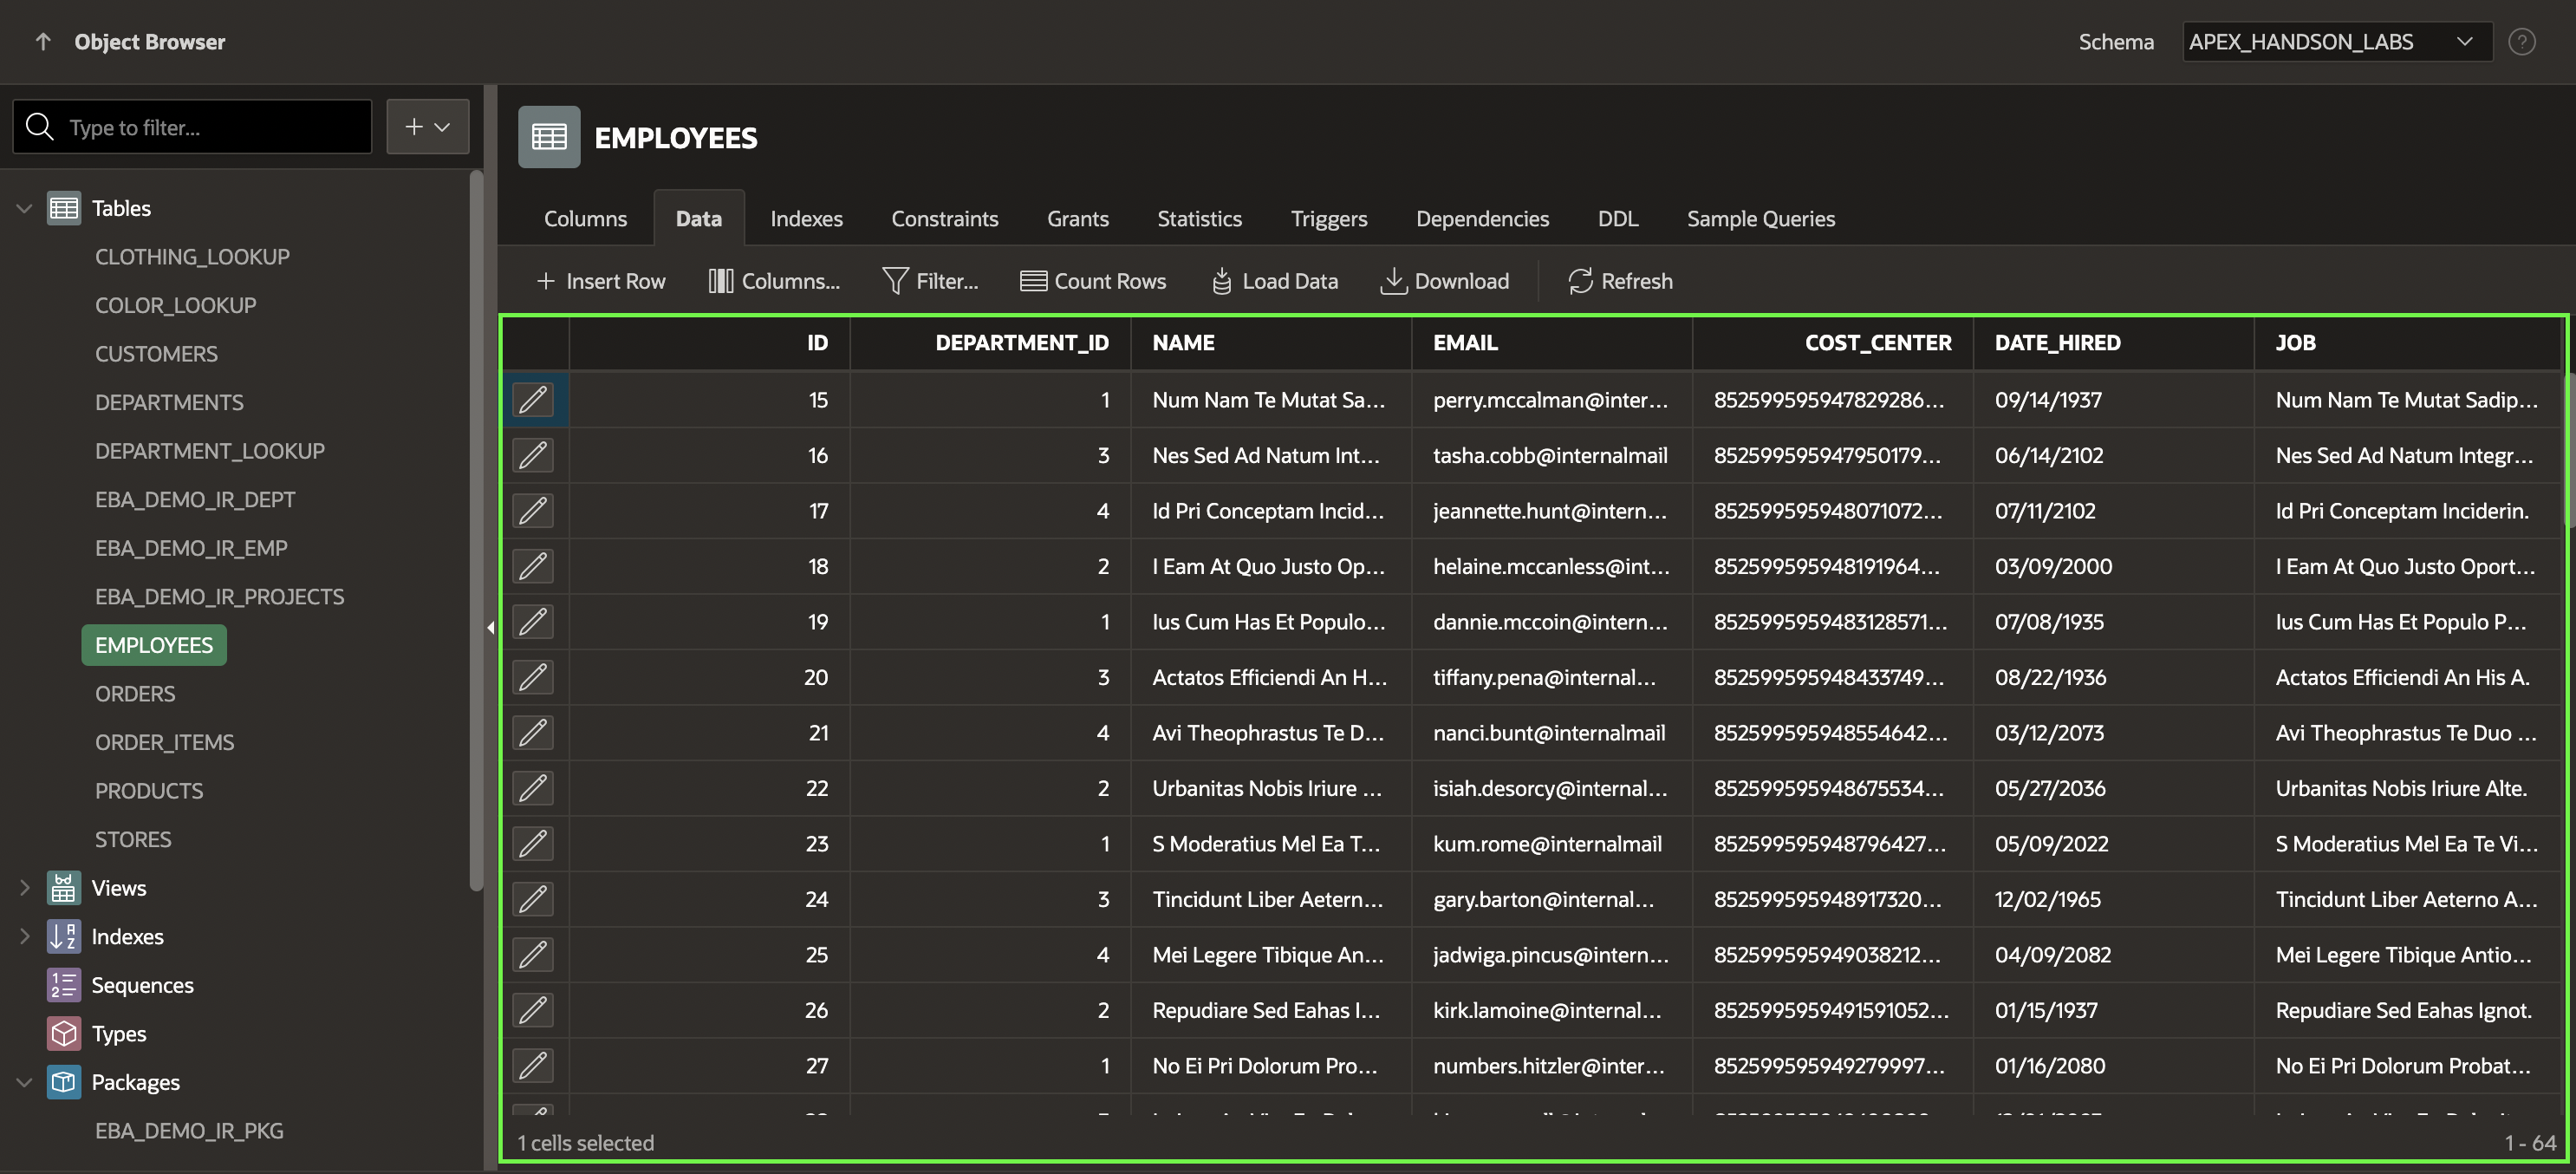 Object Browser
Schema APEX_HANDSON_LABS ?
Type to filter...
Tables
CLOTHING_LOOKUP
COLOR_LOOKUP
CUSTOMERS
DEPARTMENTS
DEPARTMENT_LOOKUP
EBA_DEMO_IR_DEPT
EBA_DEMO_IR_EMP
EBA_DEMO_IR_PROJECTS
EMPLOYEES
ORDERS
ORDER_ITEMS
PRODUCTS
STORES
Views
Indexes
Sequences
Types
Packages
EBA_DEMO_IR_PKG
EMPLOYEES
Columns Data Indexes Constraints Grants Statistics Triggers Dependencies DDL Sample Queries
Insert Row Columns... Filter... Count Rows Load Data Download Refresh
ID DEPARTMENT_ID NAME EMAIL COST_CENTER DATE_HIRED JOB
15 1 Num Nam Te Mutat Sa... perry.mccalman@inter... 852599595947829286... 09/14/1937 Num Nam Te Mutat Sadip...
16 3 Nes Sed Ad Natum Int... tasha.cobb@internalmail 852599595947950179... 06/14/2102 Nes Sed Ad Natum Integr...
17 4 Id Pri Conceptam Incid... jeannette.hunt@intern... 852599595948071072... 07/11/2102 Id Pri Conceptam Inciderin.
18 2 I Eam At Quo Justo Op... helaine.mccanless@int... 852599595948191964... 03/09/2000 I Eam At Quo Justo Oport...
19 1 Ius Cum Has Et Populo... dannie.mccoin@intern... 8525995959483128571... 07/08/1935 Ius Cum Has Et Populo P...
20 3 Actatos Efficiendi An H... tiffany.pena@internal... 852599595948433749... 08/22/1936 Actatos Efficiendi An His A.
21 4 Avi Theophrastus Te D... nanci.bunt@internalmail 852599595948554642... 03/12/2073 Avi Theophrastus Te Duo ...
22 2 Urbanitas Nobis Iriure ... isiah.desorcy@internal... 852599595948675534... 05/27/2036 Urbanitas Nobis Iriure Alte.
23 1 S Moderatius Mel Ea T... kum.rome@internalmail 852599595948796427... 05/09/2022 S Moderatius Mel Ea Te Vi...
24 3 Tincidunt Liber Aetern... gary.barton@internal... 852599595948917320... 12/02/1965 Tincidunt Liber Aeterno A...
25 4 Mei Legere Tibique An... jadwiga.pincus@intern... 852599595949038212... 04/09/2082 Mei Legere Tibique Antio...
26 2 Repudiare Sed Eahas I... kirk.lamoine@internal... 8525995959491591052... 01/15/1937 Repudiare Sed Eahas Ignot.
27 1 No Ei Pri Dolorum Pro... numbers.hitzler@inter... 852599595949279997... 01/16/2080 No Ei Pri Dolorum Probat...
1 cells selected
1 - 64